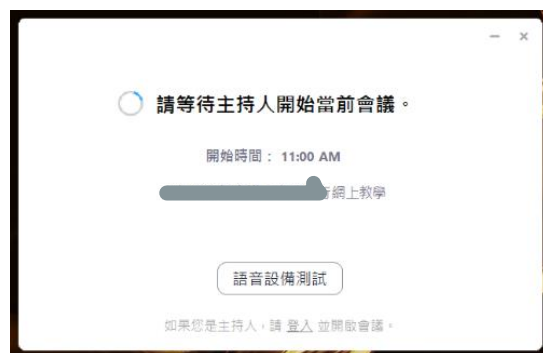 請等待主持人開始當前會議。
開始時間： 11:00 AM
網上教學
語音設備測試
如果您是主持人，請 登入 並開啟會議。